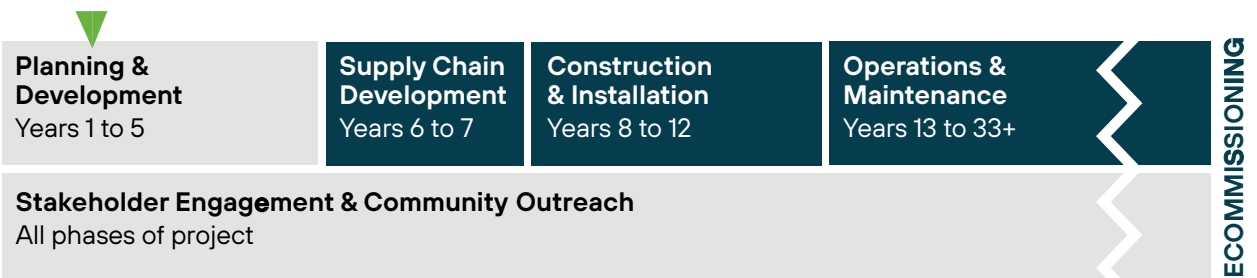 Planning &
Development
Years 1 to 5
Supply Chain
Development
Years 6 to 7
Construction
& Installation
Years 8 to 12
Operations &
Maintenance
Years 13 to 33+
Stakeholder Engagement & Community Outreach
All phases of project
ECOMMISSIONING